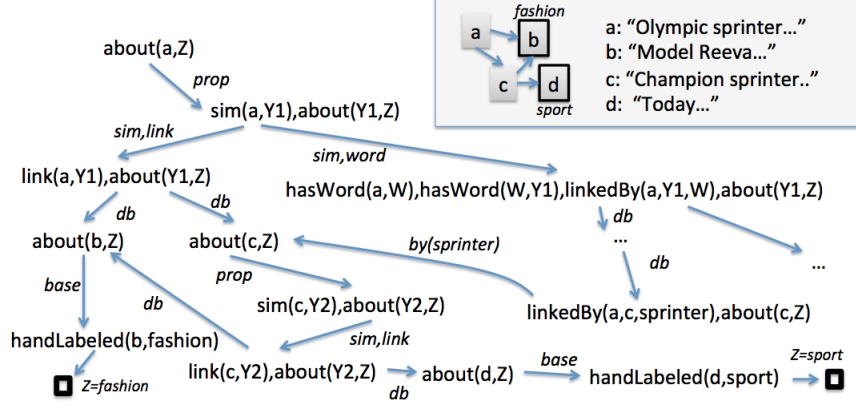 fashion
a
b
a: “Olympic sprinter…”
b: “Model Reeva…”
c
d
c: “Champion sprinter..”
d: “Today…”
sport
about(a,Z)
prop
sim(a,Y1),about(Y1,Z)
sim,link
sim,word
link(a,Y1),about(Y1,Z)
hasWord(a,W),hasWord(W,Y1),linkedBy(a,Y1,W),about(Y1,Z)
db
db
db
about(b,Z)
about(c,Z)
by(sprinter)
…
…
base
prop
db
db
sim(c,Y2),about(Y2,Z)
linkedBy(a,c,sprinter),about(c,Z)
handLabeled(b,fashion)
sim,link
Z=fashion
link(c,Y2),about(Y2,Z)
db
about(d,Z)
base
handLabeled(d,sport)
Z=sport